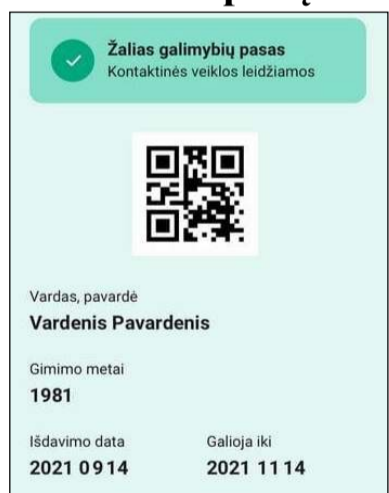 Žalias galimybių pasas
Kontaktinės veiklos leidžiamos
Vardas, pavardė
Vardenis Pavardenis
Gimimo metai
1981
Išdavimo data
Galioja iki
2021 09 14
2021 11 14